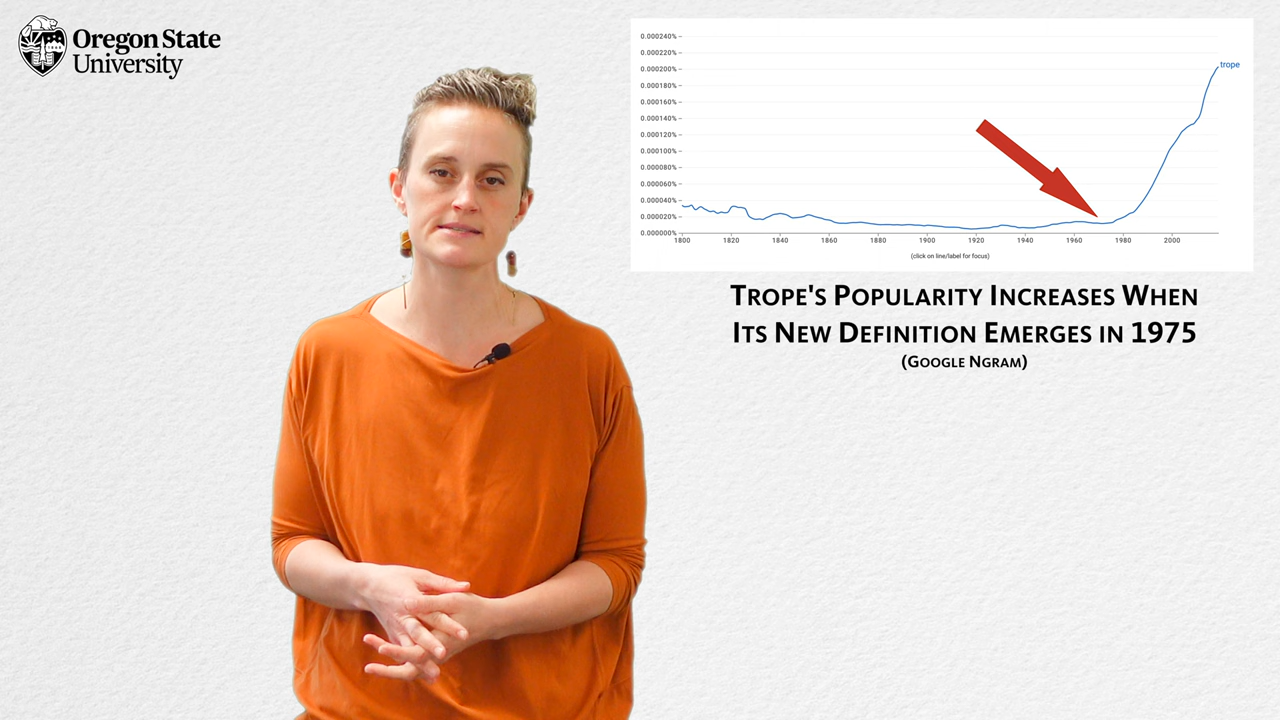 Oregon State
University
0.000240%
0.000220%
0.000200%
0.000180%
0.000160%
0.000140%
0.000120%
0.000100%
0.000080%
0.000060%
0.000040%
0.000020%
0.000000%
trope
1800 1820 1840 1860 1880 1900 1920 1940 1960 1980 2000
(click on line/label for focus)
TROPE'S POPULARITY INCREASES WHEN
ITS NEW DEFINITION EMERGES IN 1975
(GOOGLE NGRAM)